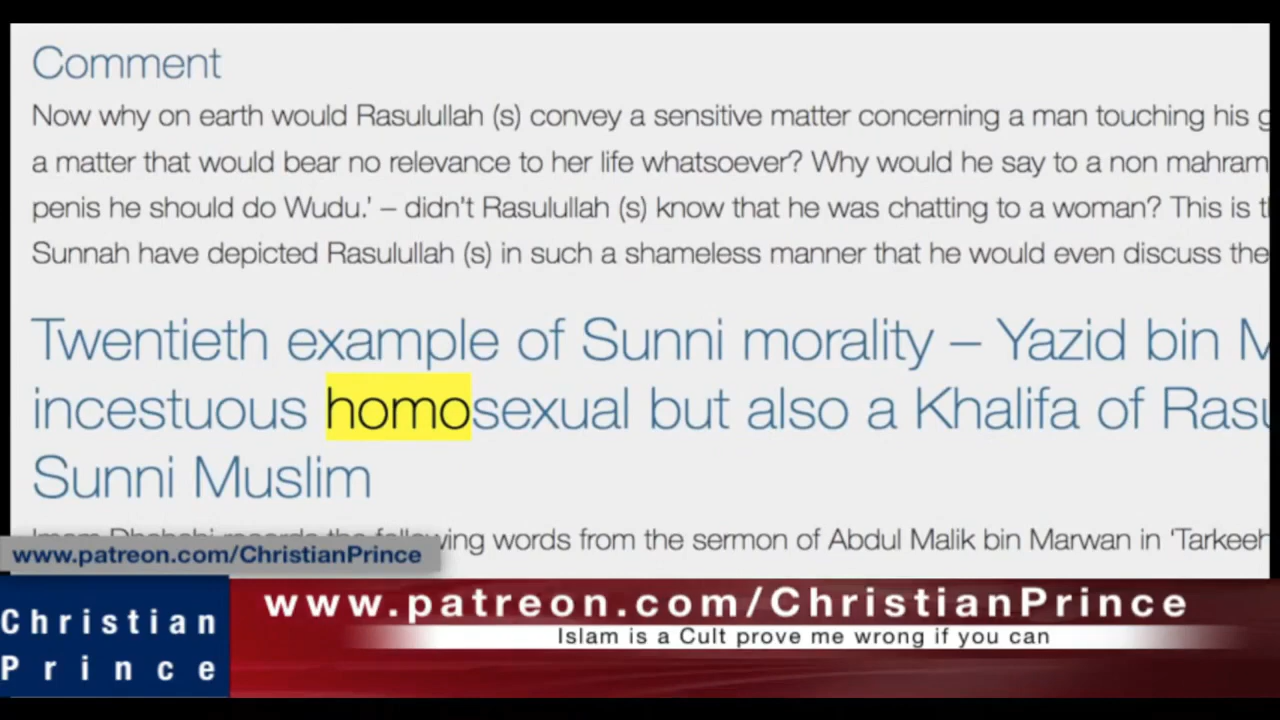 Comment
Now why on earth would Rasulullah (s) convey a sensitive matter concerning a man touching his
a matter that would bear no relevance to her life whatsoever? Why would he say to a non mahram
penis he should do Wudu.’ – didn’t Rasulullah (s) know that he was chatting to a woman? This is
Sunnah have depicted Rasulullah (s) in such a shameless manner that he would even discuss the
Twentieth example of Sunni morality – Yazid bin
incestuous homosexual but also a Khalifa of
Sunni Muslim
following words from the sermon of Abdul Malik bin Marwan in
www.patreon.com/ChristianPrince
www.patreon.com/ChristianPrince
Islam is a Cult prove me wrong if you can
Christian
Prince